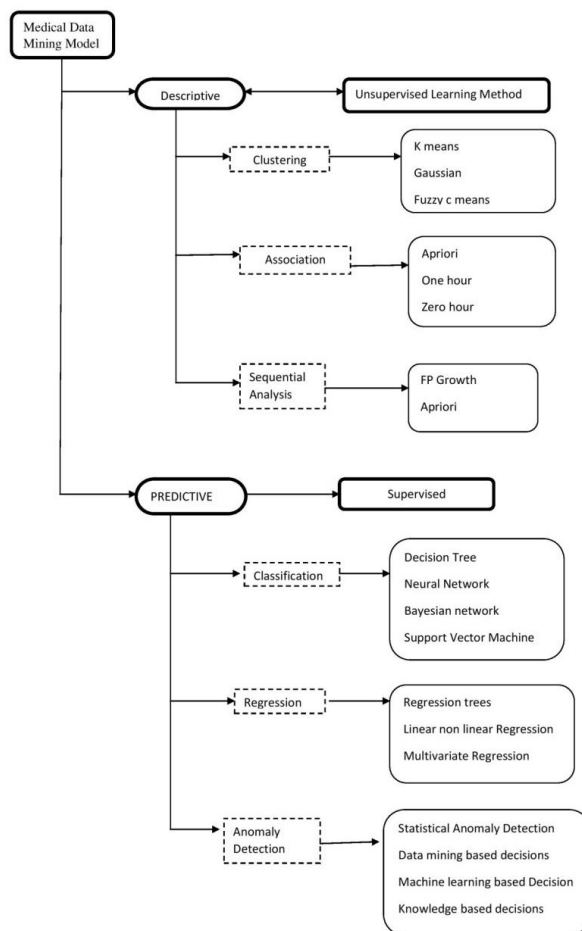 Medical Data
Mining Model
Descriptive
Unsupervised Learning Method
Clustering
K means
Gaussian
Fuzzy c means
Association
Apriori
One hour
Zero hour
Sequential
Analysis
FP Growth
Apriori
PREDICTIVE
Supervised
Classification
Decision Tree
Neural Network
Bayesian network
Support Vector Machine
Regression
Regression trees
Linear non linear Regression
Multivariate Regression
Anomaly
Detection
Statistical Anomaly Detection
Data mining based decisions
Machine learning based Decision
Knowledge based decisions